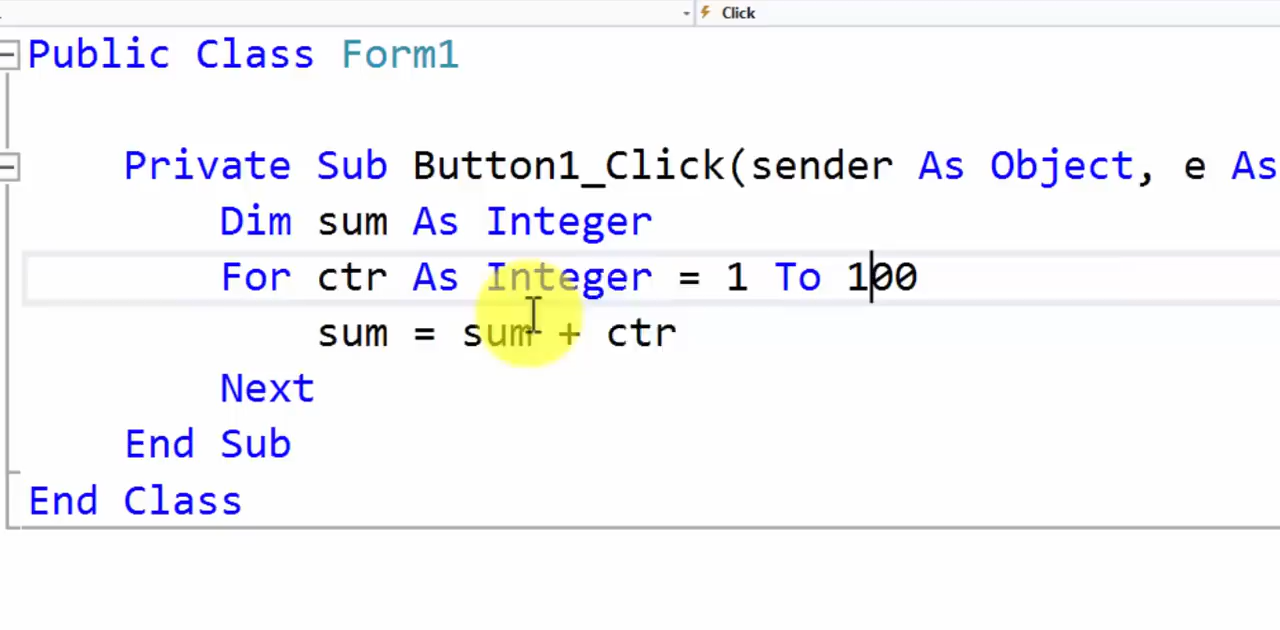 Click
Public Class Form1
Private Sub Button1_Click(sender As Object, e As
Dim sum As Integer
For ctr As Integer = 1 To 100
sum = sum + ctr
Next
End Sub
End Class